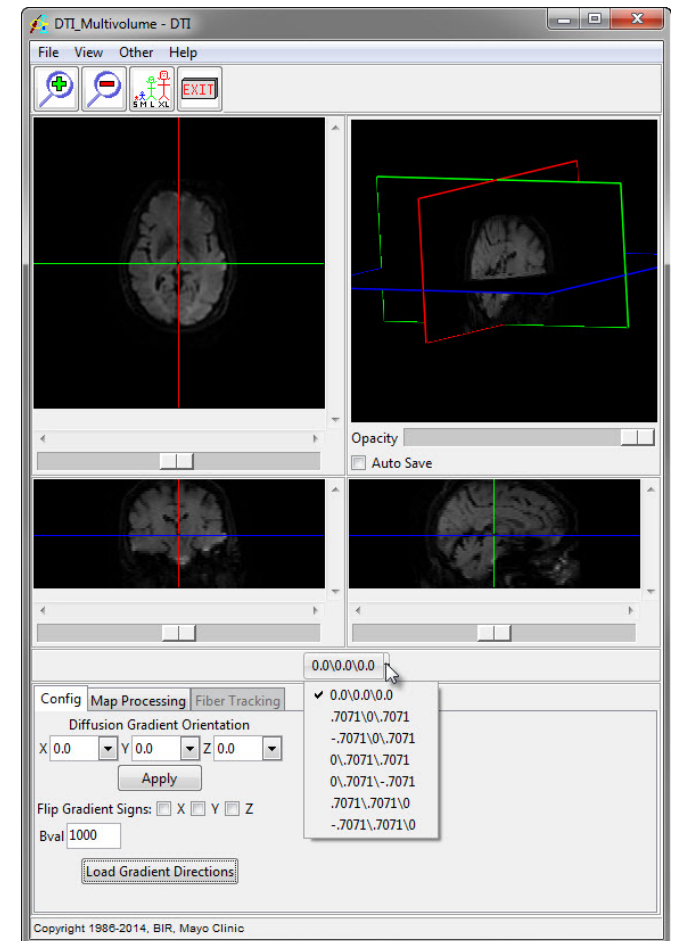 DTI_Multivolume - DTI
File View Other Help
S M L XL
EXIT
Opacity
Auto Save
0.0\0.0\0.0
0.0\0.0\0.0
.7071\0\.7071
-.7071\0\.7071
0\.7071\.7071
0\.7071\-.7071
.7071\.7071\0
-.7071\.7071\0
Config Map Processing Fiber Tracking
Diffusion Gradient Orientation
X 0.0 Y 0.0 Z 0.0
Apply
Flip Gradient Signs: X Y Z
Bval 1000
Load Gradient Directions
Copyright 1986-2014, BIR, Mayo Clinic